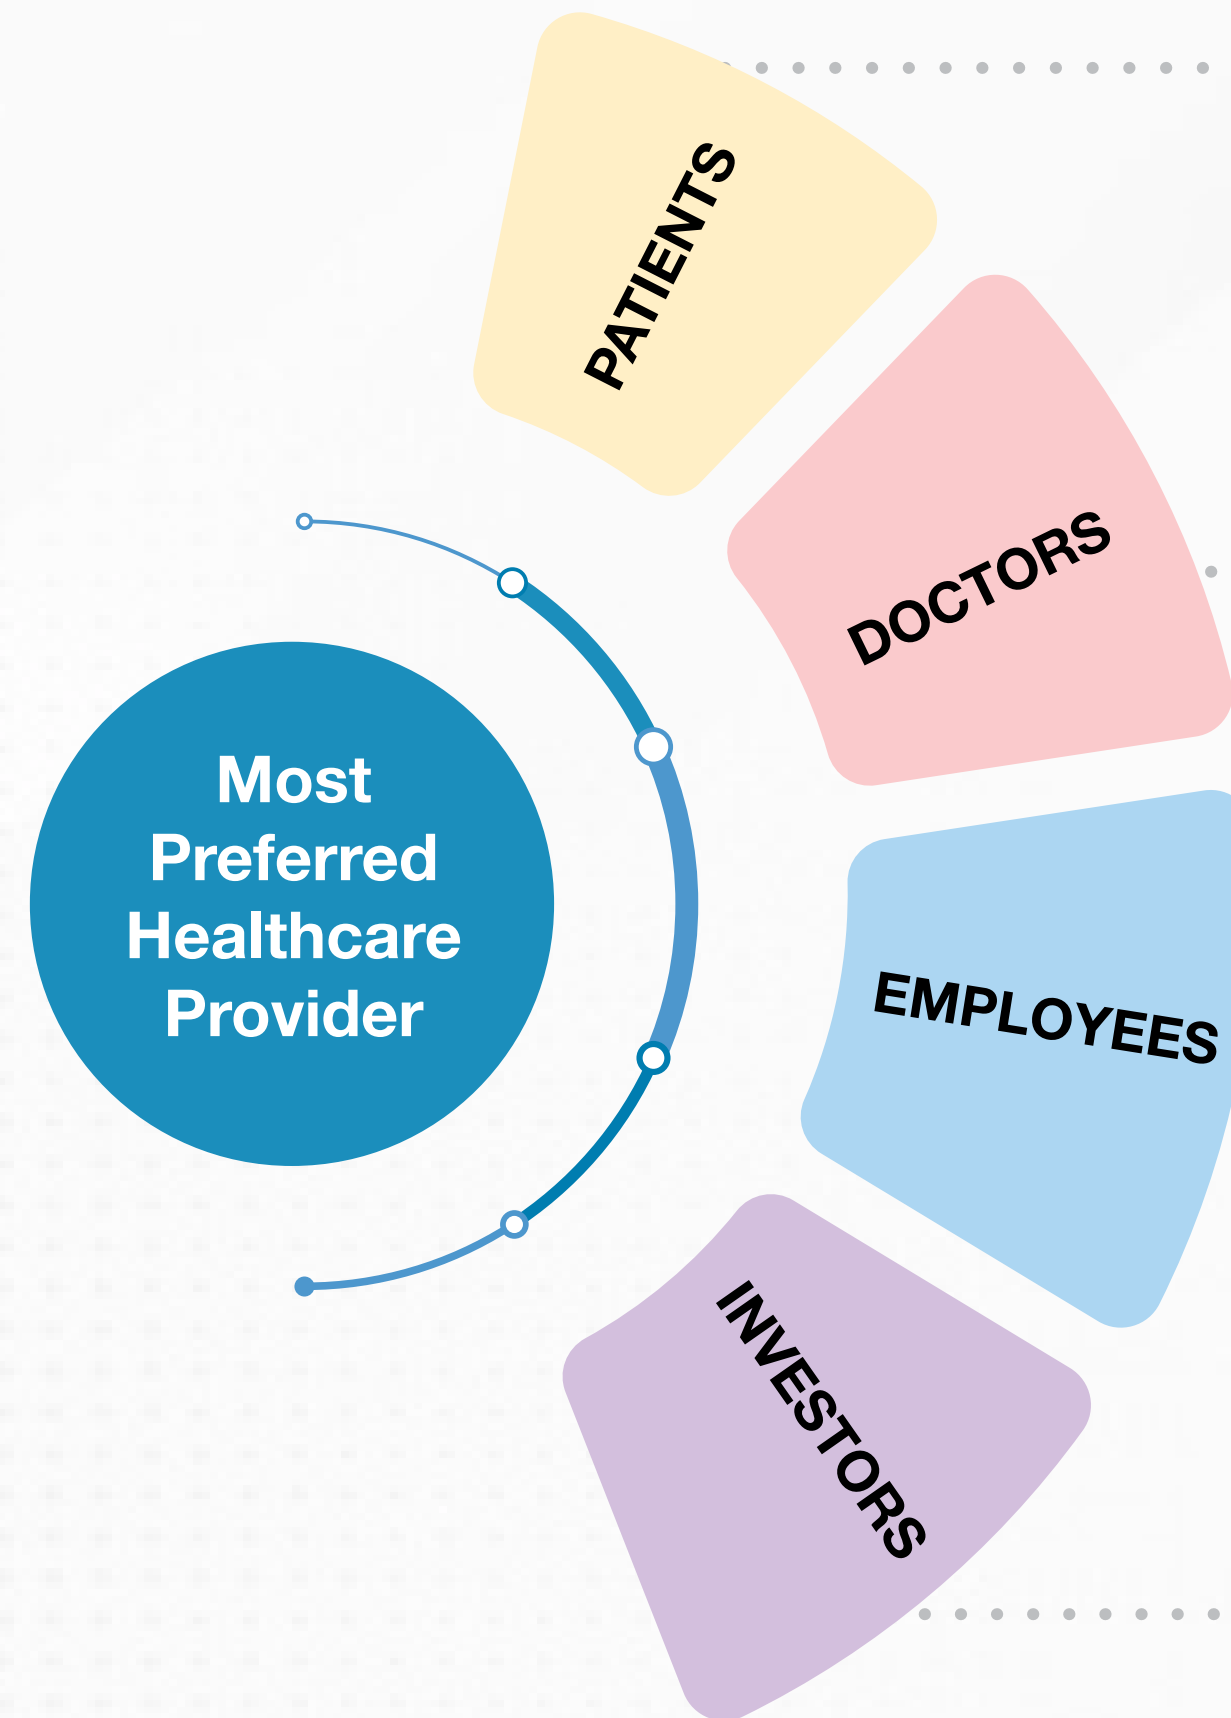 PATIENTS
DOCTORS
Most
Preferred
Healthcare
Provider
EMPLOYEES
INVESTORS